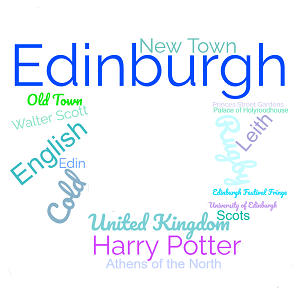 New Town
Edinburgh
Old Town
Princes Street Gardens
Palace of Holyroodhouse
Walter Scott
Rugby
Leith
English
Edin
Cold
Edinburgh Festival Fringe
University of Edinburgh
Scots
United Kingdom
Harry Potter
Athens of the North